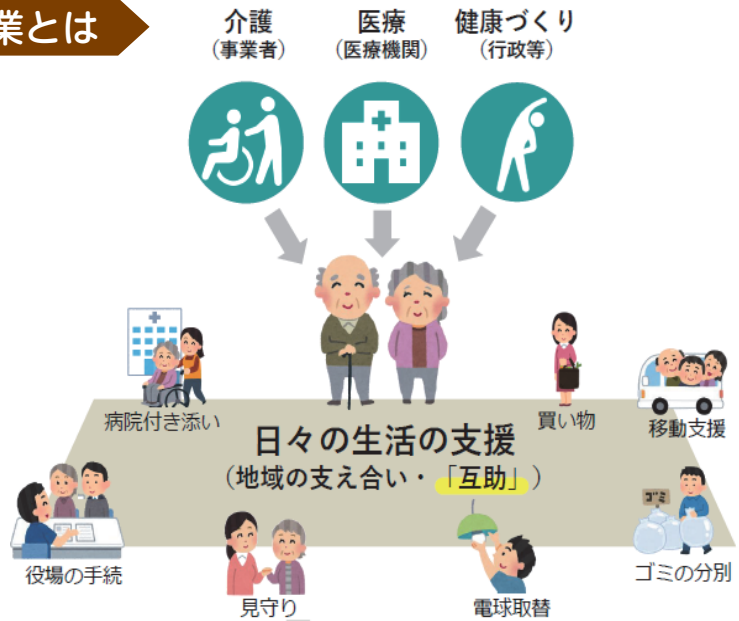 業とは
介護
(事業者)
医療
(医療機関)
健康づくり
(行政等)
病院付き添い
買い物
移動支援
日々の生活の支援
(地域の支え合い・「互助」)
ゴミ
役場の手続
見守り
電球取替
ゴミの分別